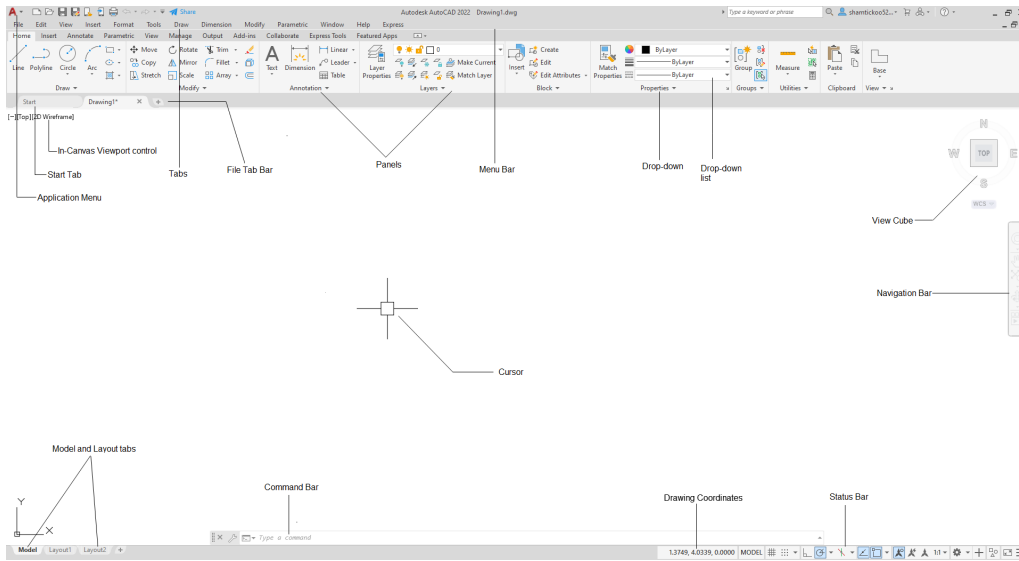 Share
Autodesk AutoCAD 2022 Drawing1.dwg
Type a keyword or phrase
shamtickoo52...
File Edit View Insert Format Tools Draw Dimension Modify Parametric Window Help Express
Home Insert Annotate Parametric View Manage Output Add-ins Collaborate Express Tools Featured Apps
Move Rotate Trim Linear 0 Create ByLayer
Copy Mirror Fillet Leader Make Current Edit ByLayer
Line Polyline Circle Arc Text Dimension Layer Properties Insert Match Properties Group Measure Paste Base
Stretch Scale Array Table Match Layer Edit Attributes ByLayer
Draw Modify Annotation Layers Block Properties Groups Utilities Clipboard View
Start Drawing1*
[−][Top][2D Wireframe]
N
In-Canvas Viewport control
W TOP E
Panels
Drop-down
Drop-down
list
Start Tab
Tabs
File Tab Bar
Menu Bar
S
Application Menu
WCS
View Cube
Navigation Bar
Cursor
Model and Layout tabs
Command Bar
Drawing Coordinates
Status Bar
Y
X
Type a command
Model Layout1 Layout2 +
1.3749, 4.0339, 0.0000 MODEL 1:1